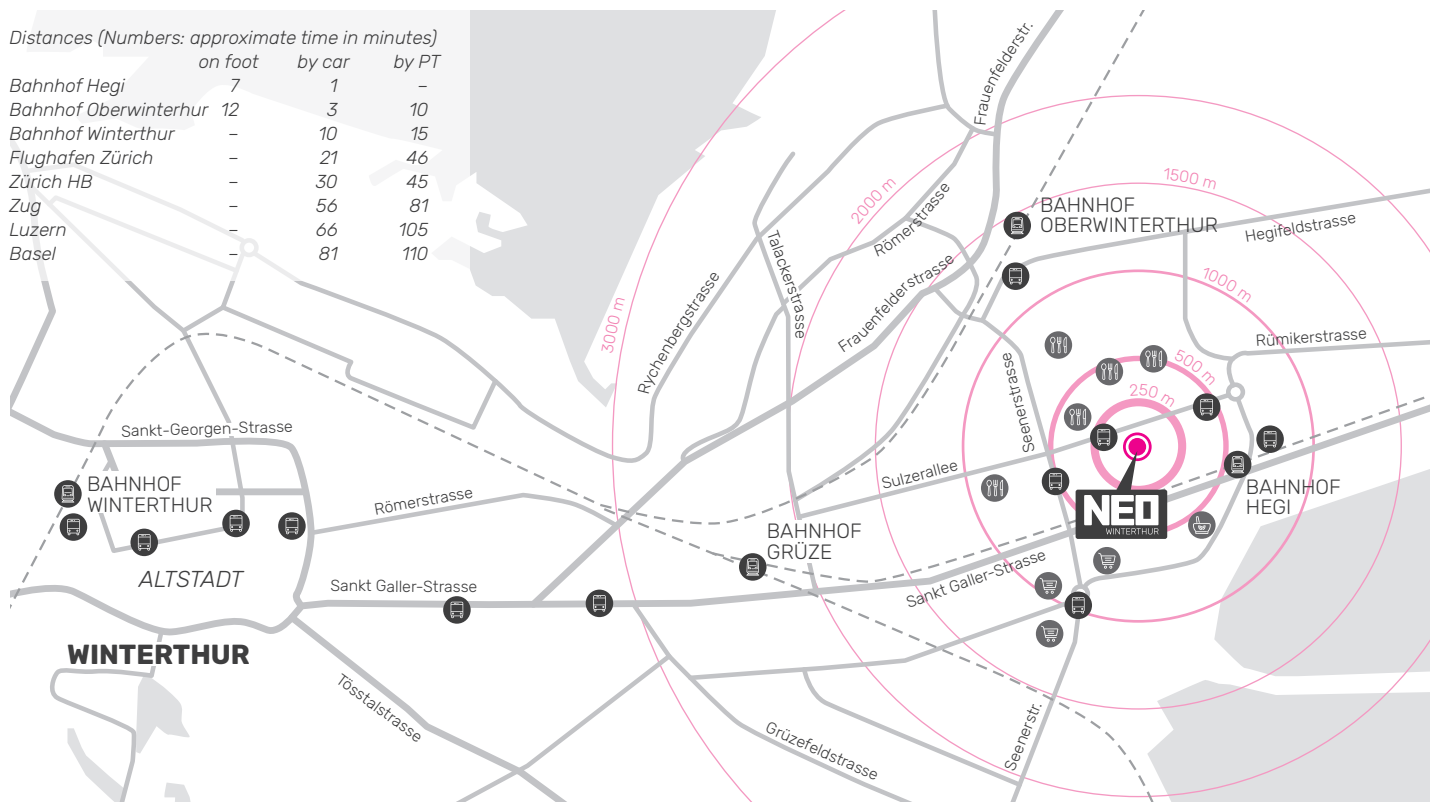 Distances (Numbers: approximate time in minutes)
on foot by car by PT
Bahnhof Hegi 7 1 –
Bahnhof Oberwinterhur 12 3 10
Bahnhof Winterthur – 10 15
Flughafen Zürich – 21 46
Zürich HB – 30 45
Zug – 56 81
Luzern – 66 105
Basel – 81 110
Frauenfelderstr.
1500 m
2000 m
BAHNHOF
OBERWINTERTHUR
Hegifeldstrasse
Römerstrasse
Talackerstrasse
Frauenfelderstrasse
1000 m
3000 m
Rychenbergstrasse
Rümikerstrasse
500 m
250 m
Seenerstrasse
Sankt-Georgen-Strasse
Sulzerallee
BAHNHOF
WINTERTHUR
Römerstrasse
BAHNHOF
HEGI
NEO
WINTERTHUR
BAHNHOF
GRÜZE
ALTSTADT
Sankt Galler-Strasse
Sankt Galler-Strasse
WINTERTHUR
Tösstalstrasse
Grüzefeldstrasse
Seenerstr.